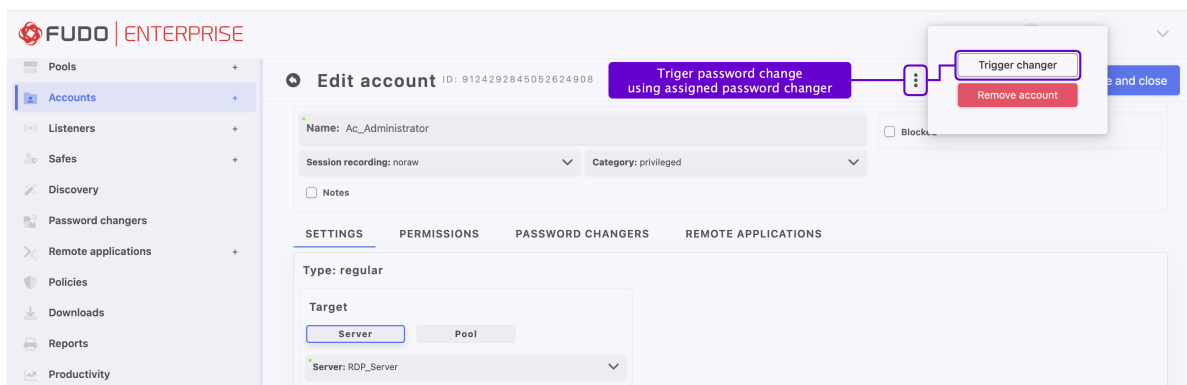 FUDO ENTERPRISE
Pools +
Accounts +
Listeners +
Safes +
Discovery
Password changers
Remote applications +
Policies
Downloads
Reports
Productivity
Edit account ID: 9124292845052624908
Triger password change
using assigned password changer
Trigger changer
Remove account
and close
Name: Ac_Administrator
Session recording: noraw
Category: privileged
Notes
SETTINGS PERMISSIONS PASSWORD CHANGERS REMOTE APPLICATIONS
Type: regular
Target
Server Pool
Server: RDP_Server